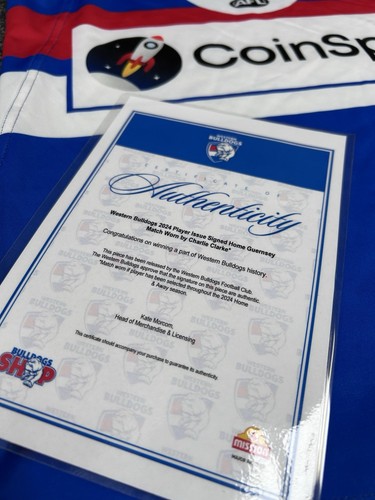 AFL
CoinSp
WESTERN
BULLDOGS
CERTIFICATE OF
Authenticity
Western Bulldogs 2024 Player Issue Signed Home Guernsey
Match Worn by Charlie Clarke*
Congratulations on winning a part of Western Bulldogs history.
This piece has been released by the Western Bulldogs Football Club.
The Western Bulldogs approve that the signature on this piece are authentic.
*Match worn if player has been selected throughout the 2024 Home
& Away season.
Kate Morcom,
Head of Merchandise & Licensing
This certificate should accompany your purchase to guarantee its authenticity
BULLDOGS
SHOP
mission